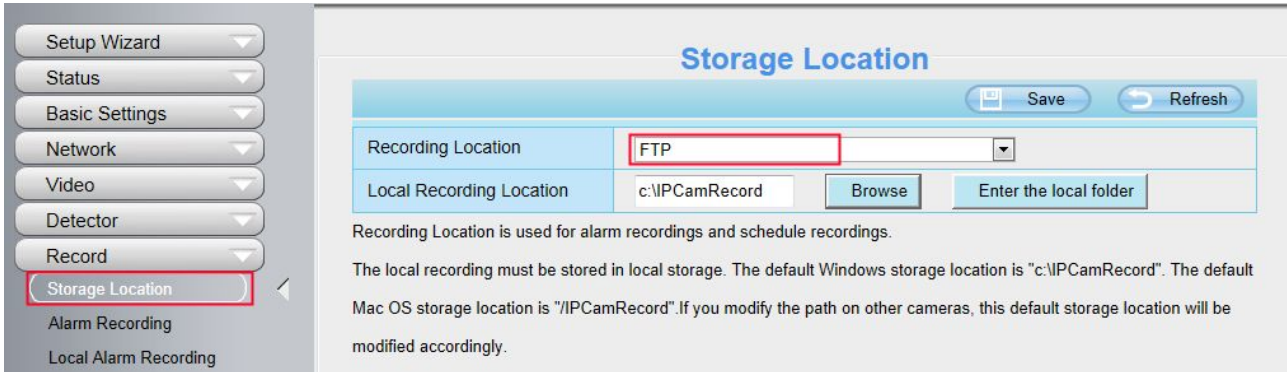 Setup Wizard
Status
Basic Settings
Network
Video
Detector
Record
Storage Location
Alarm Recording
Local Alarm Recording
Storage Location
Save Refresh
Recording Location FTP
Local Recording Location c:\IPCamRecord Browse Enter the local folder
Recording Location is used for alarm recordings and schedule recordings.
The local recording must be stored in local storage. The default Windows storage location is "c:\IPCamRecord". The default
Mac OS storage location is "/IPCamRecord".If you modify the path on other cameras, this default storage location will be
modified accordingly.